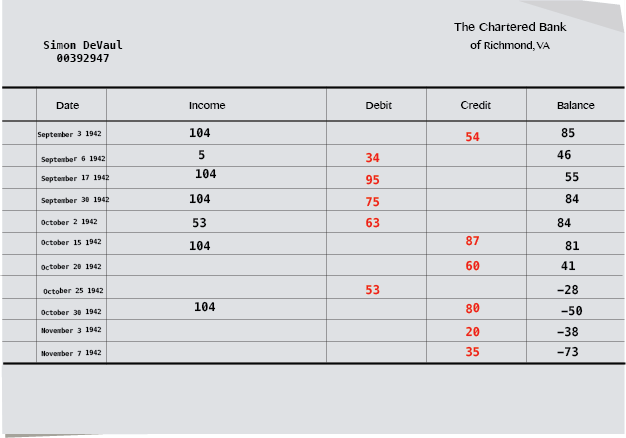 The Chartered Bank
of Richmond, VA
Simon DeVaul
00392947
Date Income Debit Credit Balance
September 3 1942 104 54 85
September 6 1942 5 34 46
September 17 1942 104 95 55
September 30 1942 104 75 84
October 2 1942 53 63 84
October 15 1942 104 87 81
October 20 1942 60 41
October 25 1942 53 −28
October 30 1942 104 80 −50
November 3 1942 20 −38
November 7 1942 35 −73